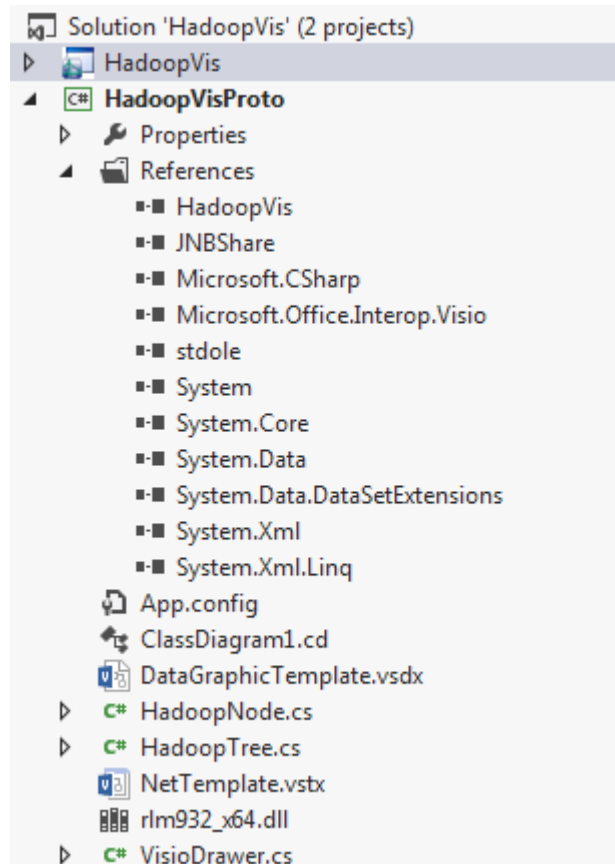 Solution 'HadoopVis' (2 projects)
HadoopVis
C# HadoopVisProto
Properties
References
HadoopVis
JNBShare
Microsoft.CSharp
Microsoft.Office.Interop.Visio
stdole
System
System.Core
System.Data
System.Data.DataSetExtensions
System.Xml
System.Xml.Linq
App.config
ClassDiagram1.cd
DataGraphicTemplate.vsdx
C# HadoopNode.cs
C# HadoopTree.cs
NetTemplate.vstx
rlm932_x64.dll
C# VisioDrawer.cs